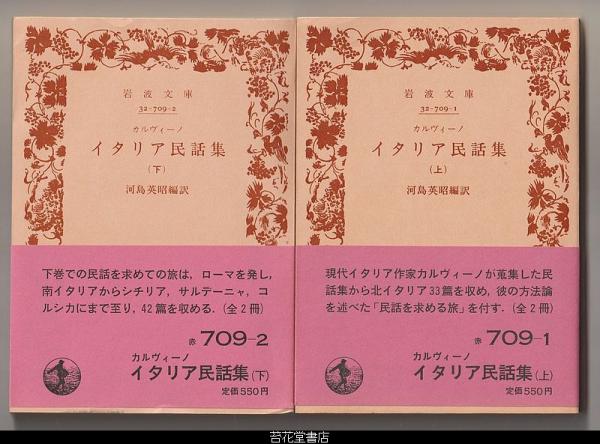 岩波文庫
32-709-2
カルヴィーノ
イタリア民話集
(下)
河島英昭編訳
下巻での民話を求めての旅は，ローマを発し，
南イタリアからシチリア，サルデーニャ，コ
ルシカにまで至り，42篇を収める．(全2冊)
赤 709-2
カルヴィーノ
イタリア民話集(下)
定価550円
岩波文庫
32-709-1
カルヴィーノ
イタリア民話集
(上)
河島英昭編訳
現代イタリア作家カルヴィーノが蒐集した民
話集から北イタリア33篇を収め，彼の方法論
を述べた「民話を求める旅」を付す．(全2冊)
赤 709-1
カルヴィーノ
イタリア民話集(上)
定価550円
苔花堂書店